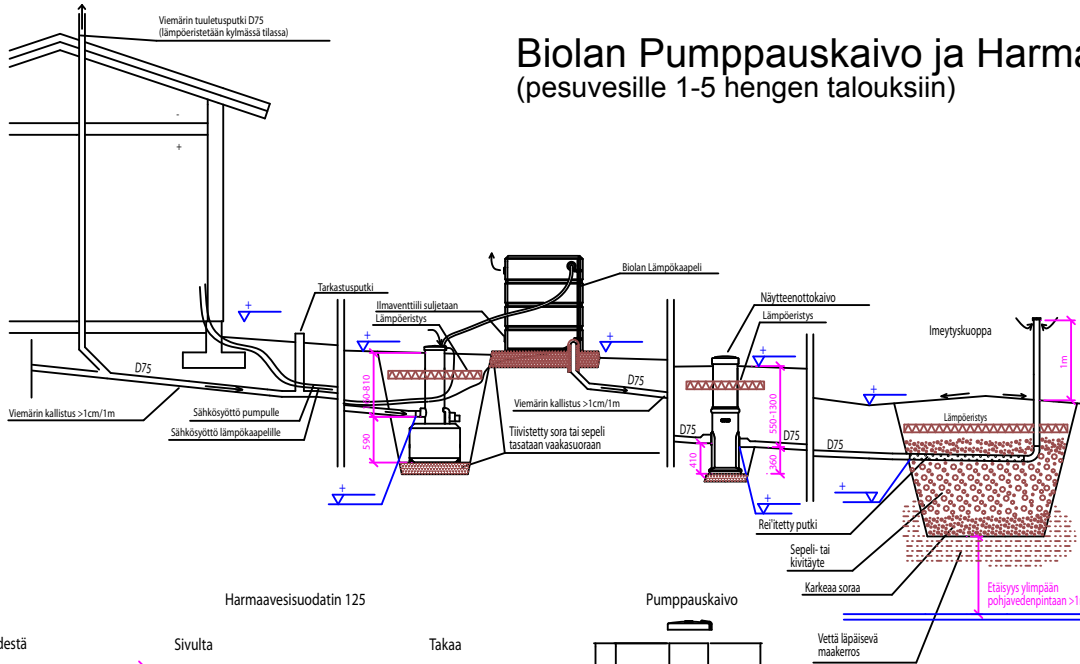 Viemärin tuuletusputki D75
(lämpöeristetään kylmässä tilassa)
Biolan Pumppauskaivo ja Harma
(pesuvesille 1-5 hengen talouksiin)
-
+
Biolan Lämpökaapeli
Tarkastusputki
Ilmaventtiili suljetaan
Lämpöeristys
Näytteenottokaivo
Lämpöeristys
Imeytyskuoppa
+
+
+
+
+
1m
D75
D75
550-1300
Viemärin kallistus >1cm/1m
Sähkösyöttö pumpulle
Sähkösyöttö lämpökaapelille
590
Viemärin kallistus >1cm/1m
Tiivistetty sora tai sepeli
tasataan vaakasuoraan
D75
D75
D75
410
360
Lämpöeristys
+
+
+
Rei'itetty putki
Sepeli- tai
kivitäyte
Karkeaa soraa
Etäisyys ylimpään
pohjavedenpintaan >1
Vettä läpäisevä
maakerros
Harmaavesisuodatin 125
Pumppauskaivo
destä
Sivulta
Takaa